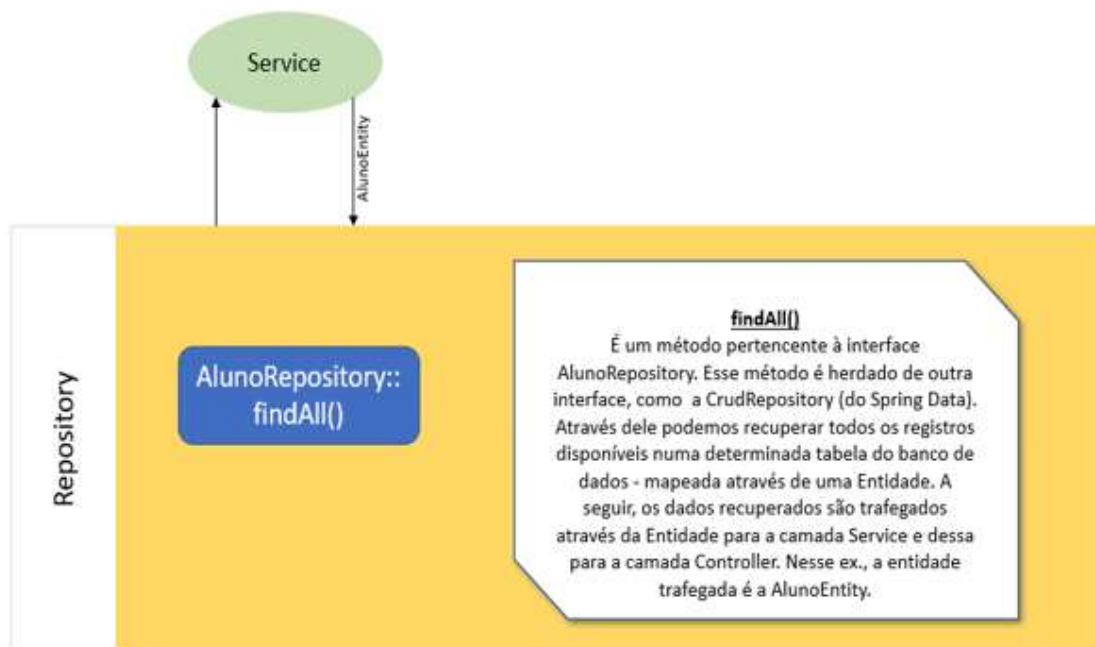 Service
AlunoEntity
Repository
AlunoRepository::
findAll()
findAll()
É um método pertencente à interface
AlunoRepository. Esse método é herdado de outra
interface, como a CrudRepository (do Spring Data).
Através dele podemos recuperar todos os registros
disponíveis numa determinada tabela do banco de
dados - mapeada através de uma Entidade. A
seguir, os dados recuperados são trafegados
através da Entidade para a camada Service e dessa
para a camada Controller. Nesse ex., a entidade
trafegada é a AlunoEntity.